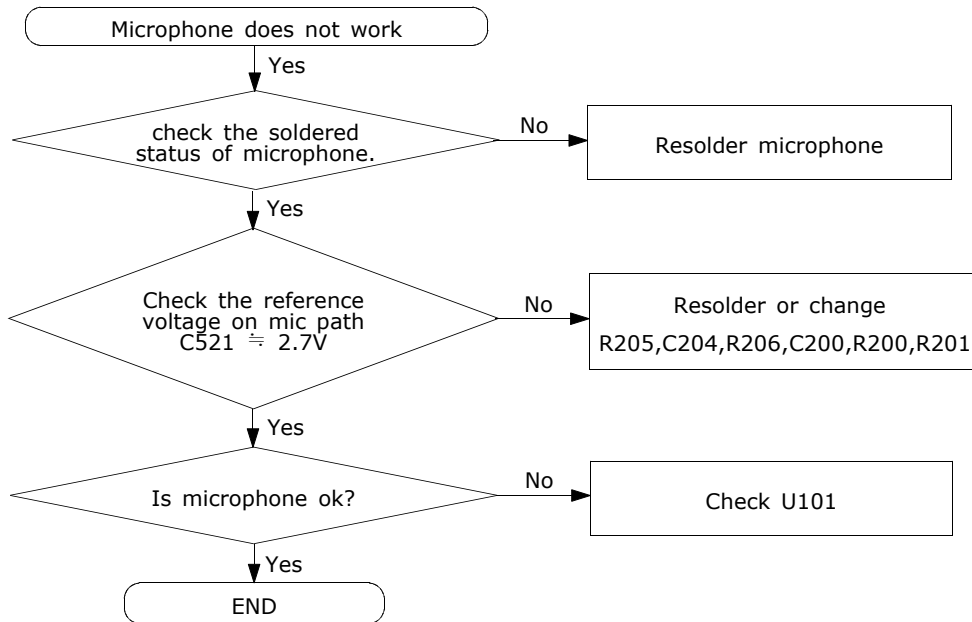 Microphone does not work
Yes
check the soldered
status of microphone.
No
Resolder microphone
Yes
Check the reference
voltage on mic path
C521 ≒ 2.7V
No
Resolder or change
R205,C204,R206,C200,R200,R201
Yes
Is microphone ok?
No
Check U101
Yes
END